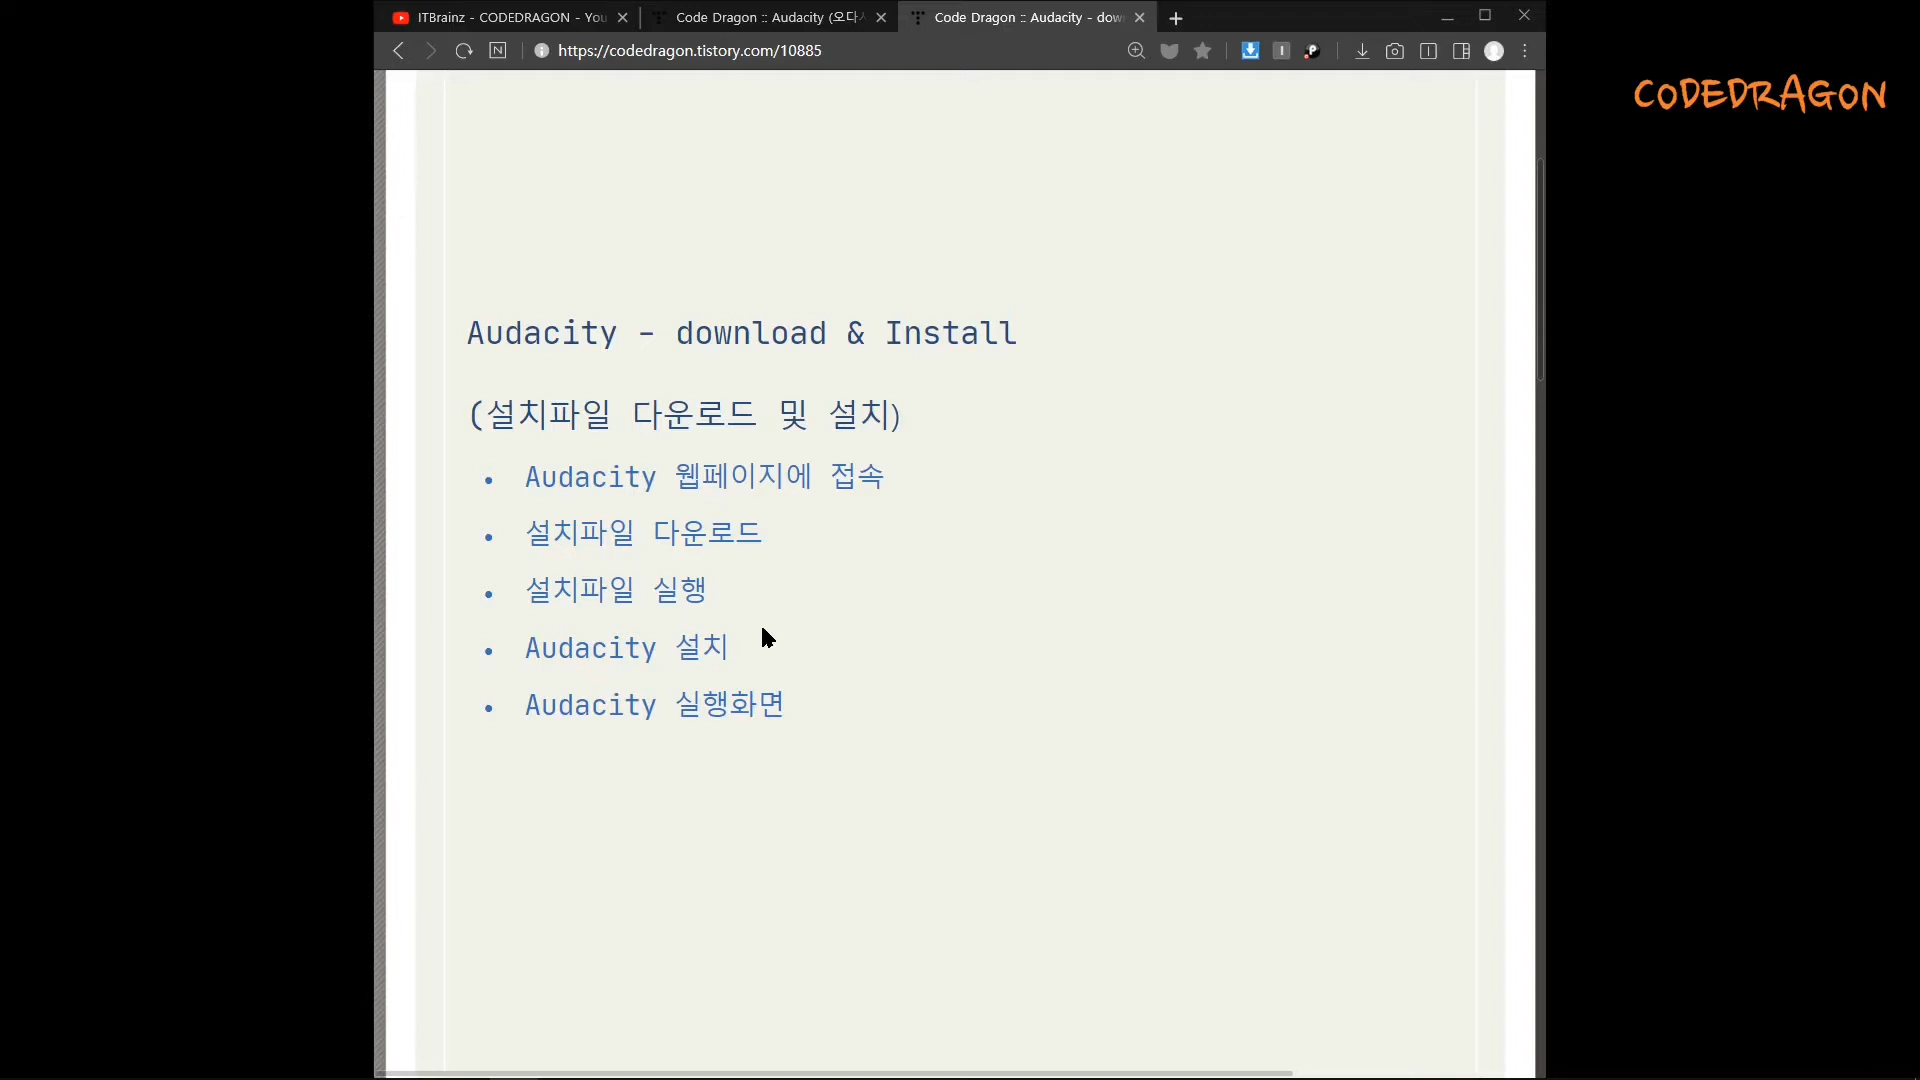 ITBrainz - CODEDRAGON - You
Code Dragon :: Audacity (오다시
Code Dragon :: Audacity - dow
https://codedragon.tistory.com/10885
CODEDRAGON
Audacity - download & Install
(설치파일 다운로드 및 설치)
• Audacity 웹페이지에 접속
• 설치파일 다운로드
• 설치파일 실행
• Audacity 설치
• Audacity 실행화면